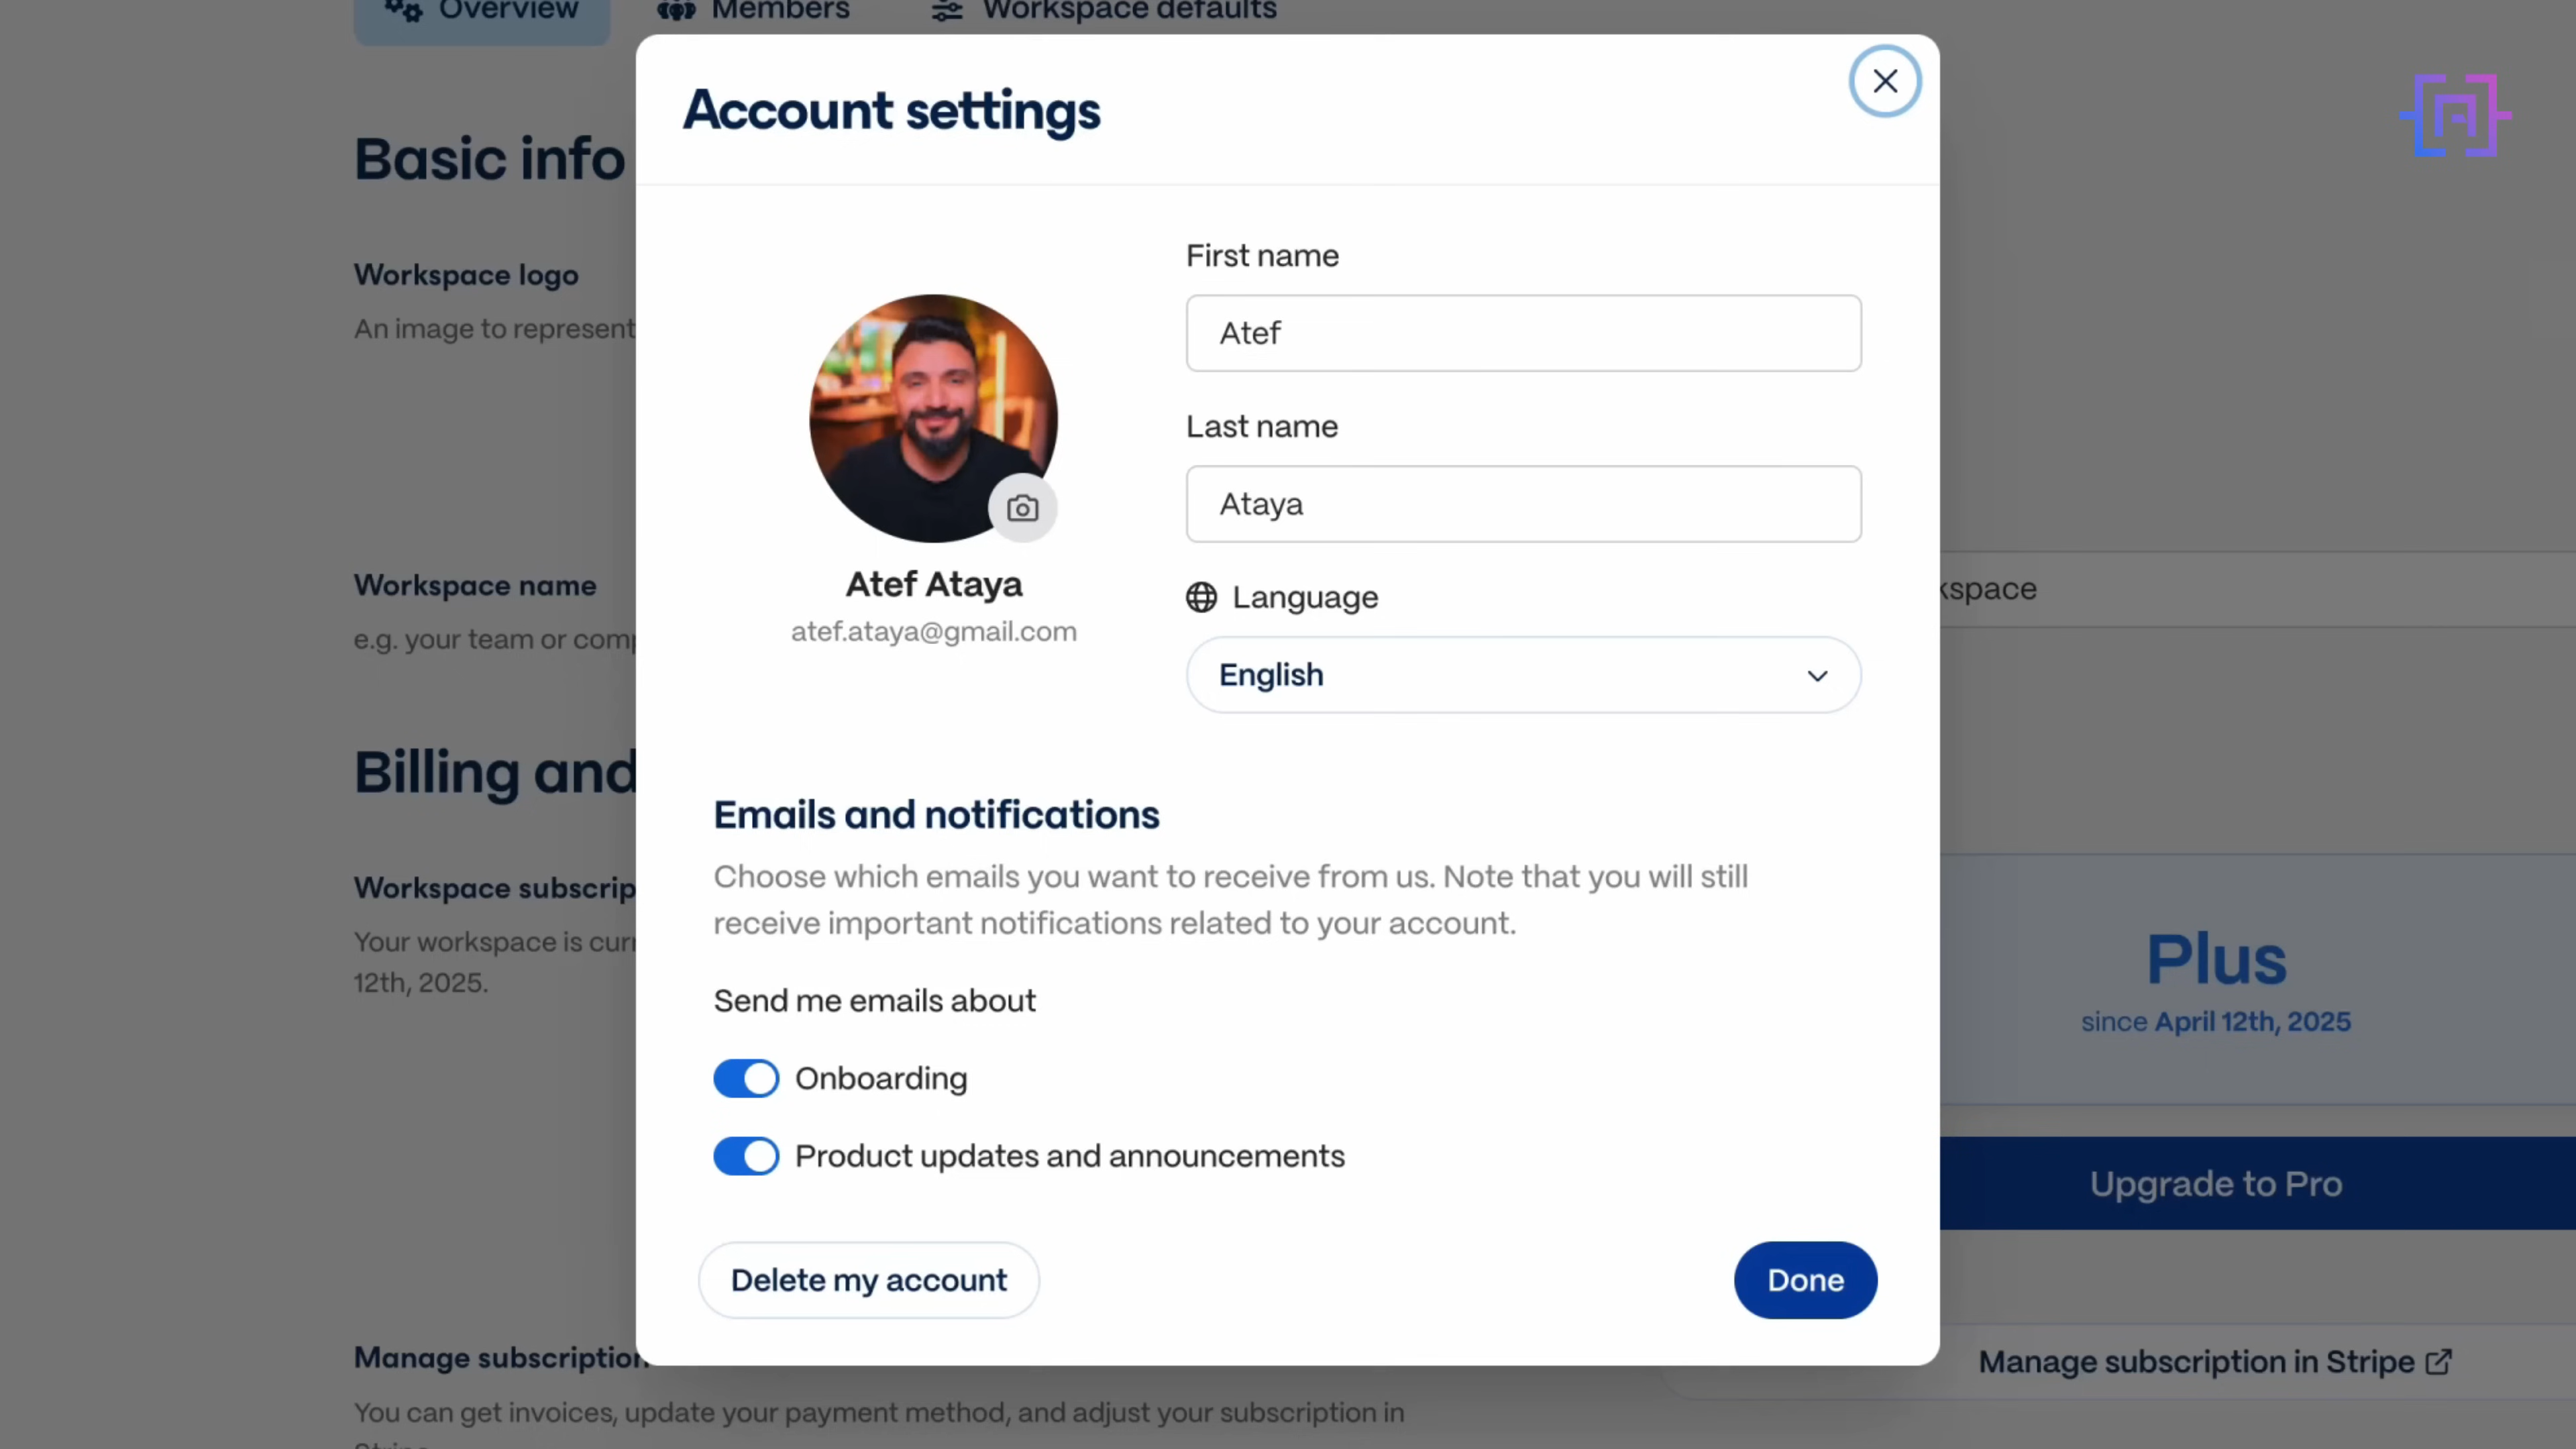 Overview
Members
Workspace defaults
Account settings
Basic info
Workspace logo
An image to represent
First name
Atef
Last name
Ataya
Atef Ataya
atef.ataya@gmail.com
Language
English
Workspace name
e.g. your team or
kspace
Billing and
Emails and notifications
Choose which emails you want to receive from us. Note that you will still
receive important notifications related to your account.
Workspace
Your workspace is
12th, 2025.
Plus
since April 12th, 2025
Send me emails about
Onboarding
Product updates and announcements
Upgrade to Pro
Delete my account
Done
Manage subscription
You can get invoices, update your payment method, and adjust your subscription in
Manage subscription in Stripe